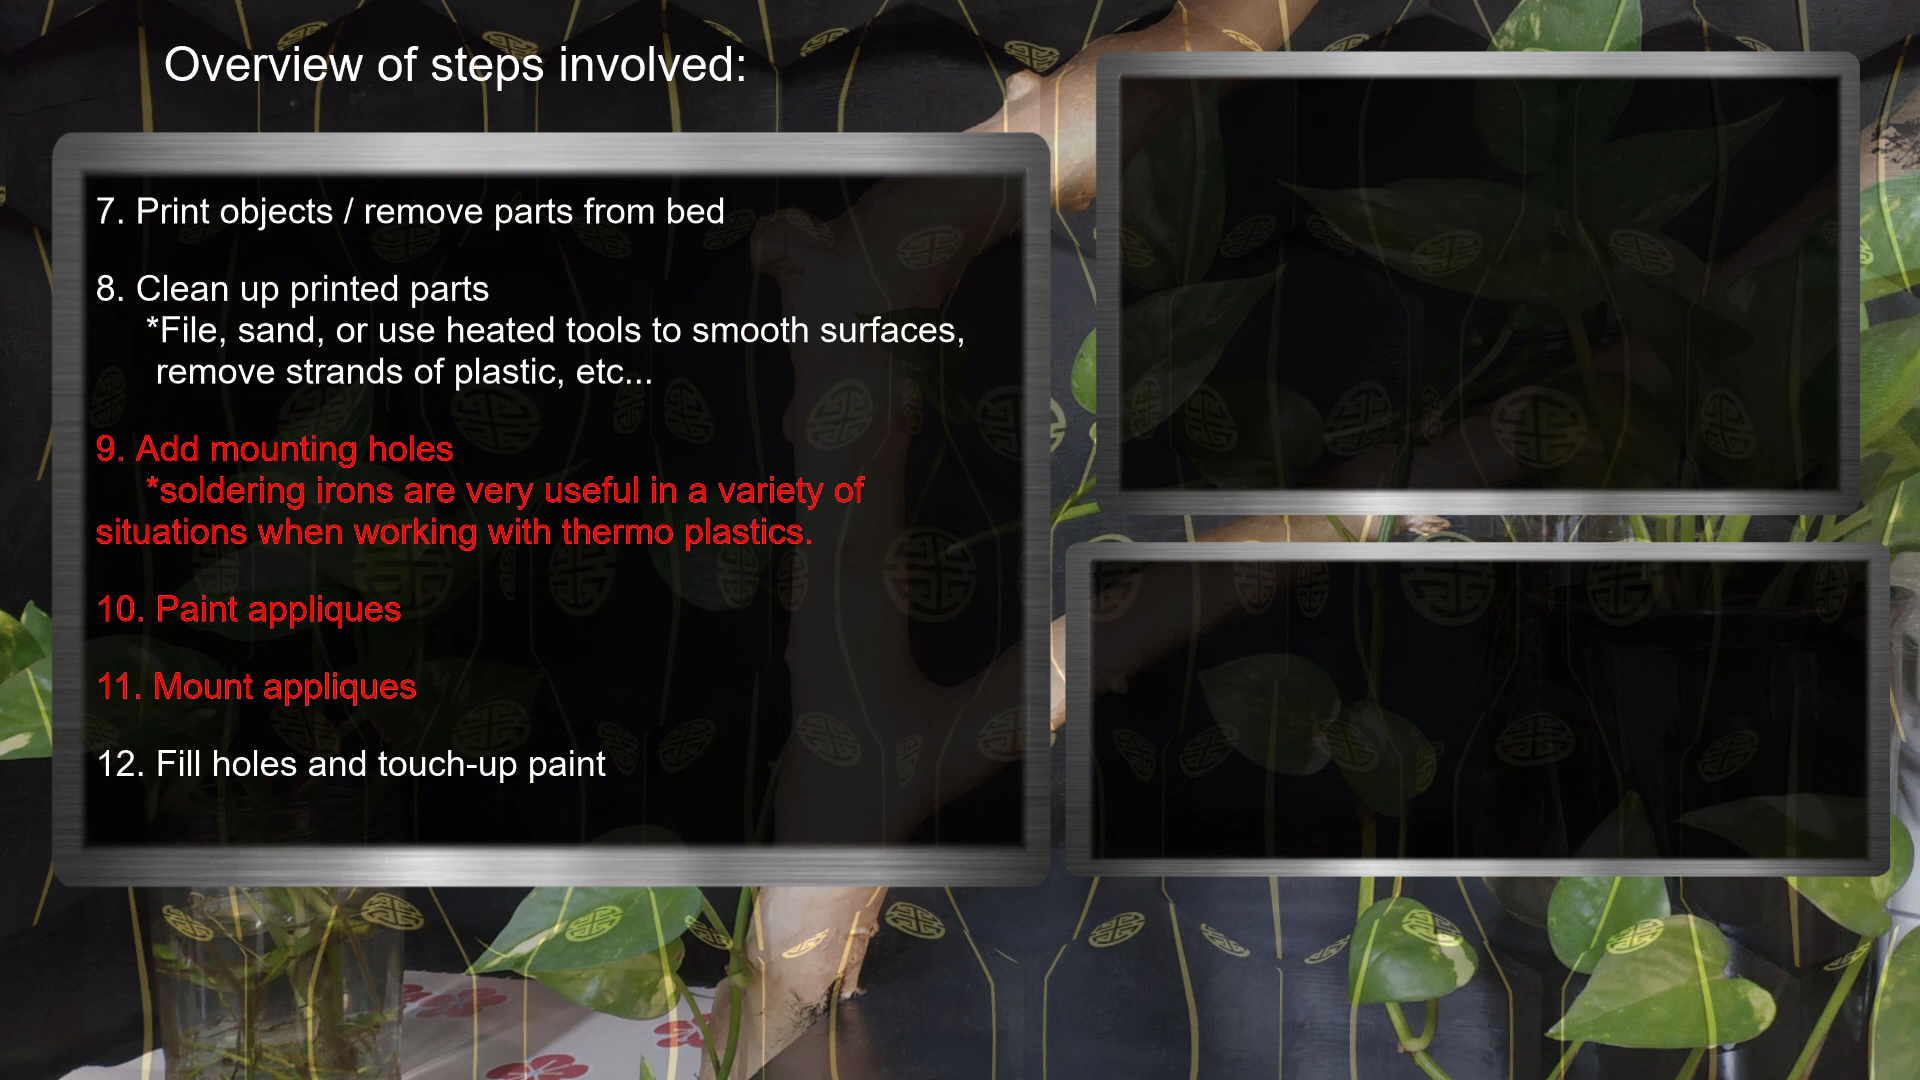 Overview of steps involved:
7. Print objects / remove parts from bed
8. Clean up printed parts
*File, sand, or use heated tools to smooth surfaces,
remove strands of plastic, etc...
9. Add mounting holes
*soldering irons are very useful in a variety of
situations when working with thermo plastics.
10. Paint appliques
11. Mount appliques
12. Fill holes and touch-up paint